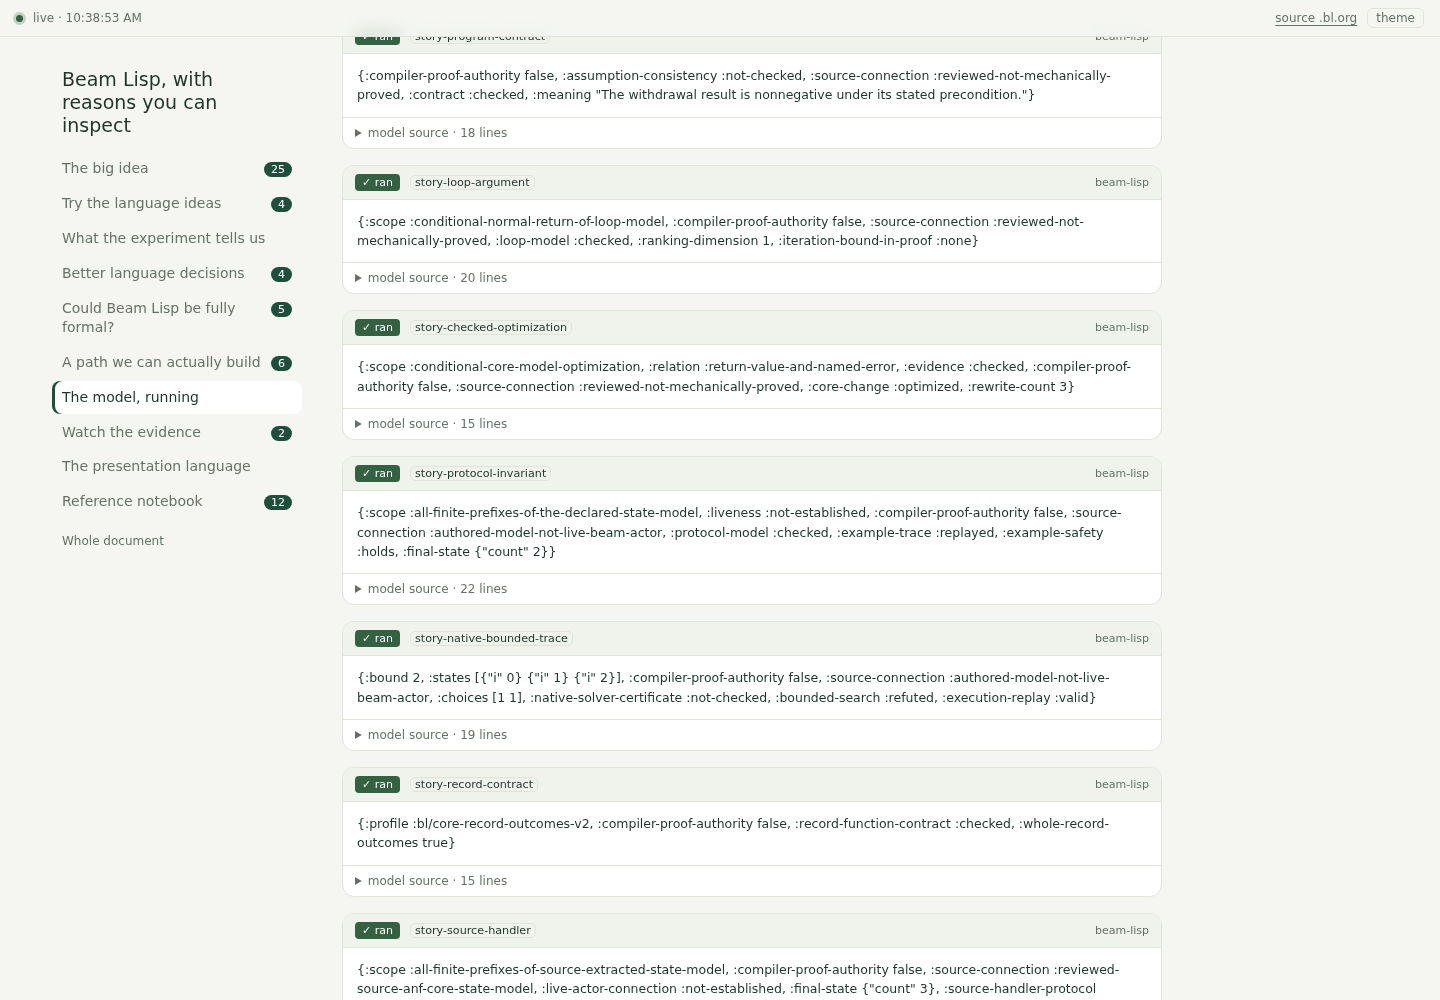 live · 10:38:53 AM
source .bl.org
theme
Beam Lisp, with
reasons you can
inspect
The big idea 25
Try the language ideas 4
What the experiment tells us
Better language decisions 4
Could Beam Lisp be fully 5
formal?
A path we can actually build 6
The model, running
Watch the evidence 2
The presentation language
Reference notebook 12
Whole document
✓ ran story-program-contract beam-lisp
{:compiler-proof-authority false, :assumption-consistency :not-checked, :source-connection :reviewed-not-mechanically-
proved, :contract :checked, :meaning "The withdrawal result is nonnegative under its stated precondition."}
▶ model source · 18 lines
✓ ran story-loop-argument beam-lisp
{:scope :conditional-normal-return-of-loop-model, :compiler-proof-authority false, :source-connection :reviewed-not-
mechanically-proved, :loop-model :checked, :ranking-dimension 1, :iteration-bound-in-proof :none}
▶ model source · 20 lines
✓ ran story-checked-optimization beam-lisp
{:scope :conditional-core-model-optimization, :relation :return-value-and-named-error, :evidence :checked, :compiler-proof-
authority false, :source-connection :reviewed-not-mechanically-proved, :core-change :optimized, :rewrite-count 3}
▶ model source · 15 lines
✓ ran story-protocol-invariant beam-lisp
{:scope :all-finite-prefixes-of-the-declared-state-model, :liveness :not-established, :compiler-proof-authority false, :source-
connection :authored-model-not-live-beam-actor, :protocol-model :checked, :example-trace :replayed, :example-safety
:holds, :final-state {"count" 2}}
▶ model source · 22 lines
✓ ran story-native-bounded-trace beam-lisp
{:bound 2, :states [{"i" 0} {"i" 1} {"i" 2}], :compiler-proof-authority false, :source-connection :authored-model-not-live-
beam-actor, :choices [1 1], :native-solver-certificate :not-checked, :bounded-search :refuted, :execution-replay :valid}
▶ model source · 19 lines
✓ ran story-record-contract beam-lisp
{:profile :bl/core-record-outcomes-v2, :compiler-proof-authority false, :record-function-contract :checked, :whole-record-
outcomes true}
▶ model source · 15 lines
✓ ran story-source-handler beam-lisp
{:scope :all-finite-prefixes-of-source-extracted-state-model, :compiler-proof-authority false, :source-connection :reviewed-
source-anf-core-state-model, :live-actor-connection :not-established, :final-state {"count" 3}, :source-handler-protocol